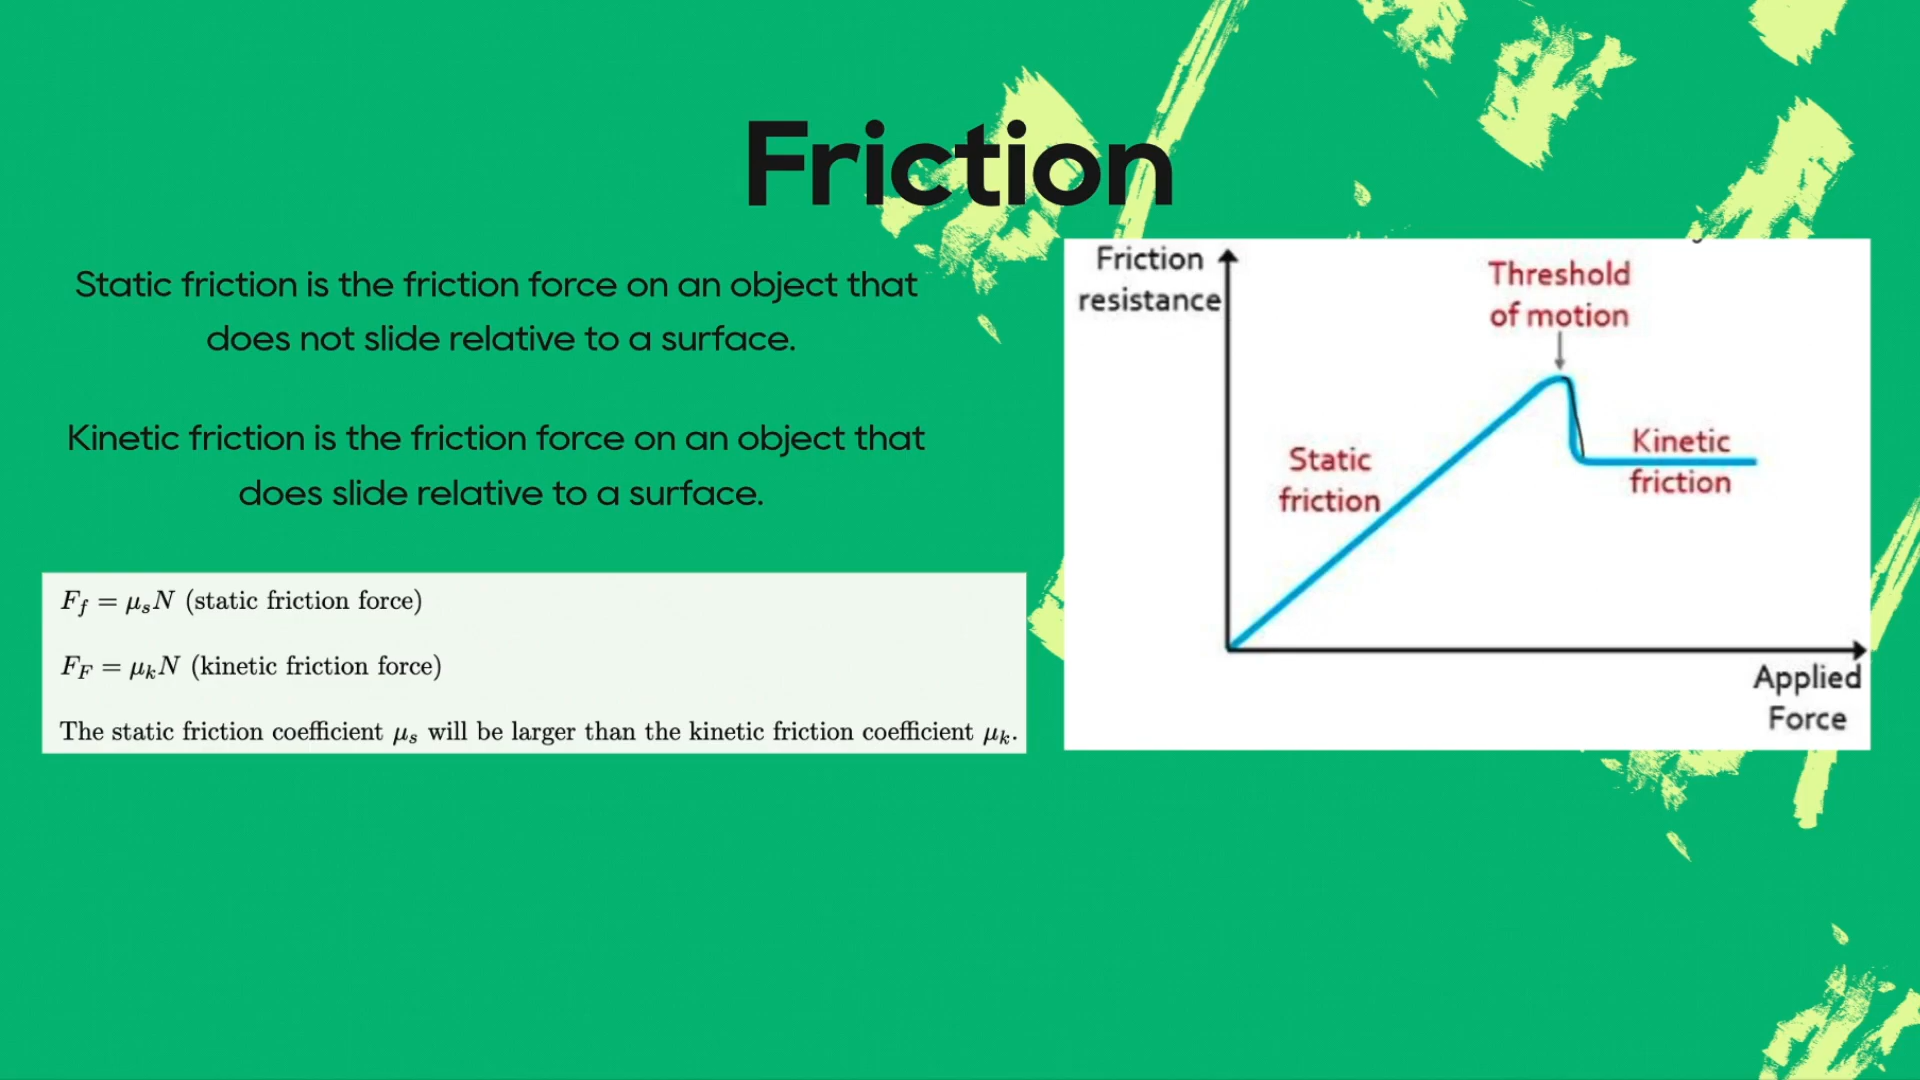 Friction
Static friction is the friction force on an object that
does not slide relative to a surface.
Kinetic friction is the friction force on an object that
does slide relative to a surface.
F_f = μ_s N (static friction force)
F_F = μ_k N (kinetic friction force)
The static friction coefficient μ_s will be larger than the kinetic friction coefficient μ_k.
Friction
resistance
Threshold
of motion
Static
friction
Kinetic
friction
Applied
Force